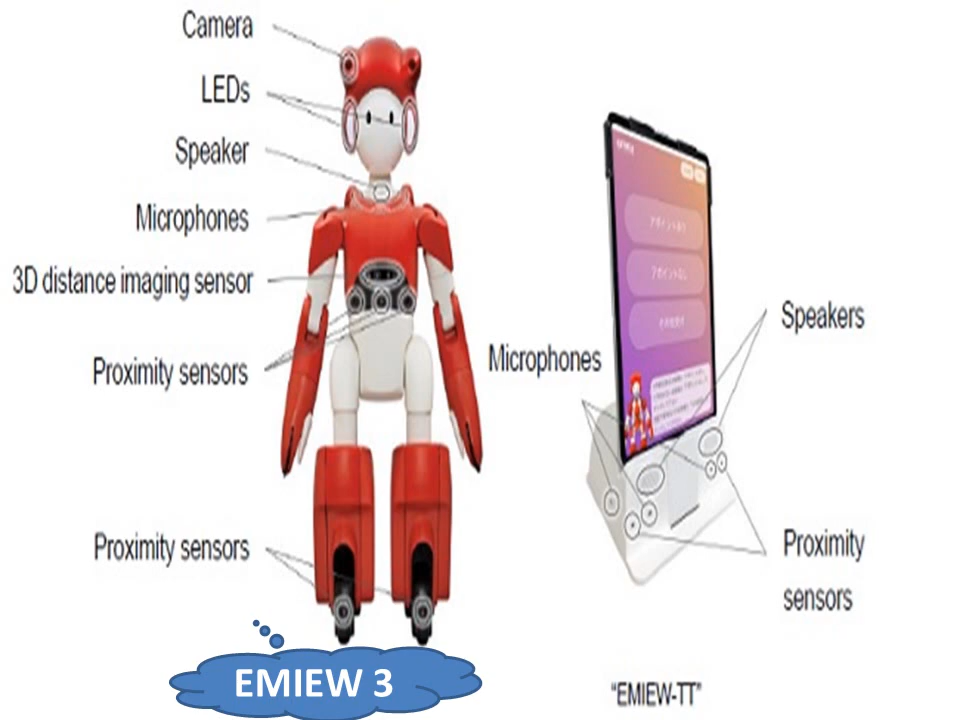 Camera
LEDs
Speaker
Microphones
3D distance imaging sensor
Proximity sensors
Proximity sensors
EMIEW 3
Microphones
Speakers
Proximity
sensors
“EMIEW-TT”